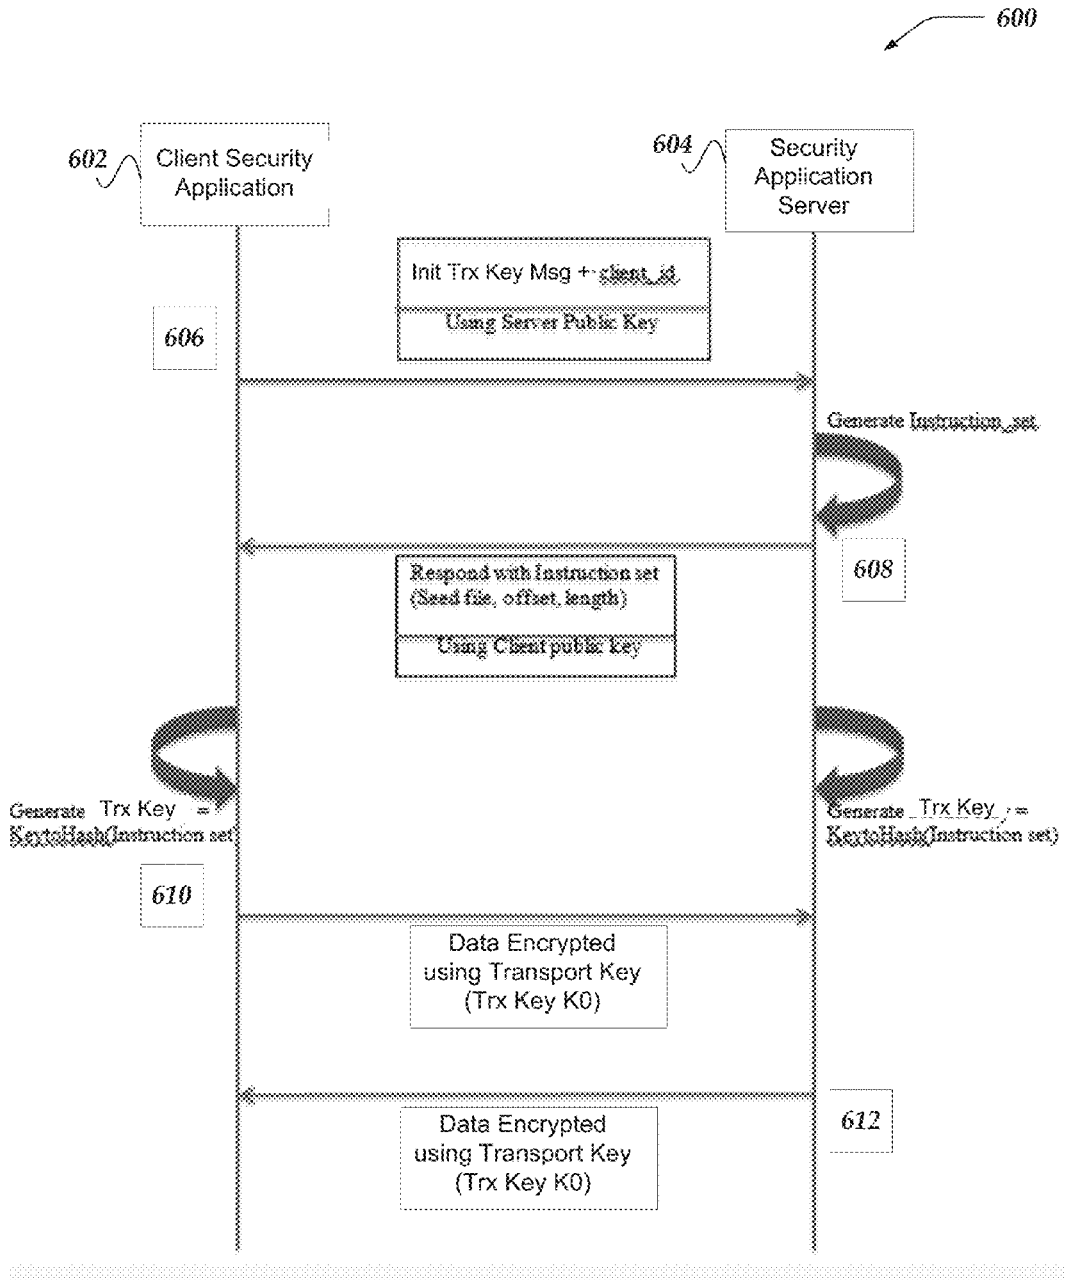 600
602
Client Security
Application
604
Security
Application
Server
Init Trx Key Msg + client_id
Using Server Public Key
606
Generate Instruction_set
608
Respond with Instruction set
(Seed file, offset, length)
Using Client public key
Generate Trx Key =
KeytoHash(Instruction set)
Generate Trx Key =
KeytoHash(Instruction set)
610
Data Encrypted
using Transport Key
(Trx Key K0)
612
Data Encrypted
using Transport Key
(Trx Key K0)